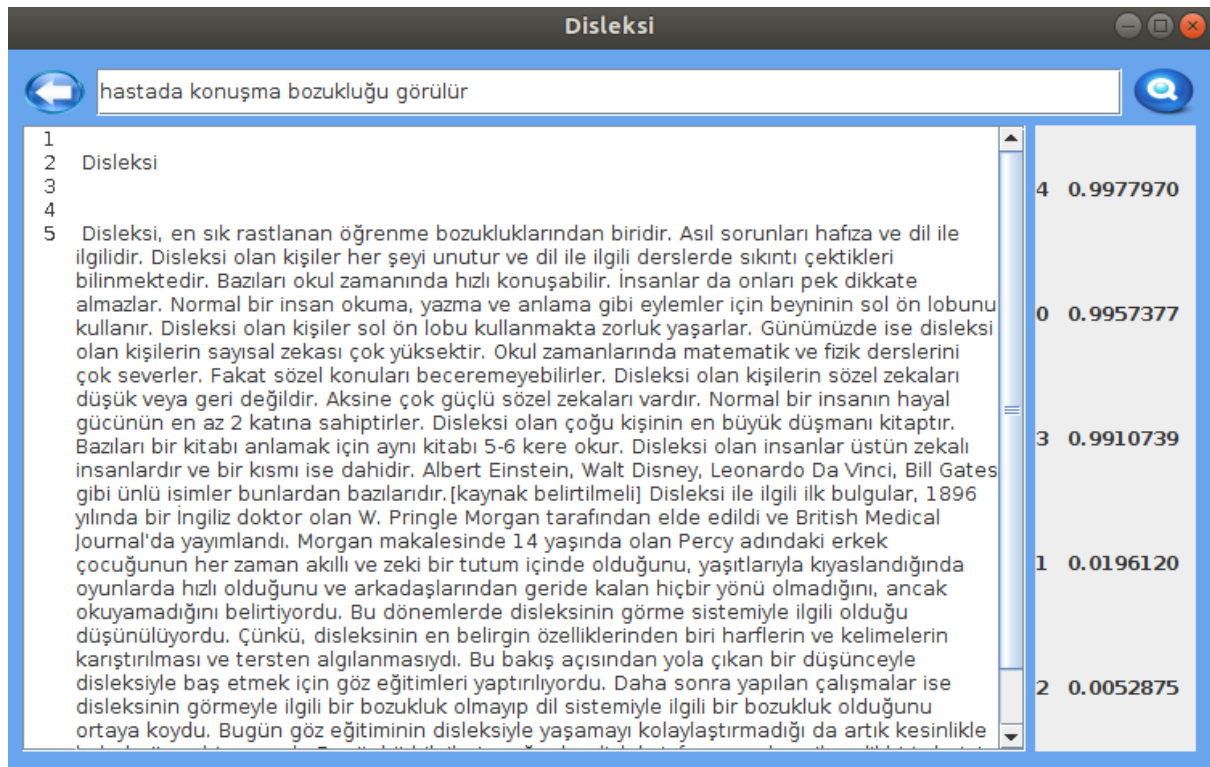 Disleksi
hastada konuşma bozukluğu görülür
1
2 Disleksi
3
4
5 Disleksi, en sık rastlanan öğrenme bozukluklarından biridir. Asıl sorunları hafıza ve dil ile
ilgilidir. Disleksi olan kişiler her şeyi unutur ve dil ile ilgili derslerde sıkıntı çektikleri
bilinmektedir. Bazıları okul zamanında hızlı konuşabilir. İnsanlar da onları pek dikkate
almazlar. Normal bir insan okuma, yazma ve anlama gibi eylemler için beyninin sol ön lobunu
kullanır. Disleksi olan kişiler sol ön lobu kullanmakta zorluk yaşarlar. Günümüzde ise disleksi
olan kişilerin sayısal zekası çok yüksektir. Okul zamanlarında matematik ve fizik derslerini
çok severler. Fakat sözel konuları beceremeyebilirler. Disleksi olan kişilerin sözel zekaları
düşük veya geri değildir. Aksine çok güçlü sözel zekaları vardır. Normal bir insanın hayal
gücünün en az 2 katına sahiptirler. Disleksi olan çoğu kişinin en büyük düşmanı kitaptır.
Bazıları bir kitabı anlamak için aynı kitabı 5-6 kere okur. Disleksi olan insanlar üstün zekalı
insanlardır ve bir kısmı ise dahidir. Albert Einstein, Walt Disney, Leonardo Da Vinci, Bill Gates
gibi ünlü isimler bunlardan bazılarıdır.[kaynak belirtilmeli] Disleksi ile ilgili ilk bulgular, 1896
yılında bir İngiliz doktor olan W. Pringle Morgan tarafından elde edildi ve British Medical
Journal'da yayımlandı. Morgan makalesinde 14 yaşında olan Percy adındaki erkek
çocuğunun her zaman akıllı ve zeki bir tutum içinde olduğunu, yaşıtlarıyla kıyaslandığında
oyunlarda hızlı olduğunu ve arkadaşlarından geride kalan hiçbir yönü olmadığını, ancak
okuyamadığını belirtiyordu. Bu dönemlerde disleksinin görme sistemiyle ilgili olduğu
düşünülüyordu. Çünkü, disleksinin en belirgin özelliklerinden biri harflerin ve kelimelerin
karıştırılması ve tersten algılanmasıydı. Bu bakış açısından yola çıkan bir düşünceyle
disleksiyle baş etmek için göz eğitimleri yaptırılıyordu. Daha sonra yapılan çalışmalar ise
disleksinin görmeyle ilgili bir bozukluk olmayıp dil sistemiyle ilgili bir bozukluk olduğunu
ortaya koydu. Bugün göz eğitiminin disleksiyle yaşamayı kolaylaştırmadığı da artık kesinlikle
4 0.9977970
0 0.9957377
3 0.9910739
1 0.0196120
2 0.0052875